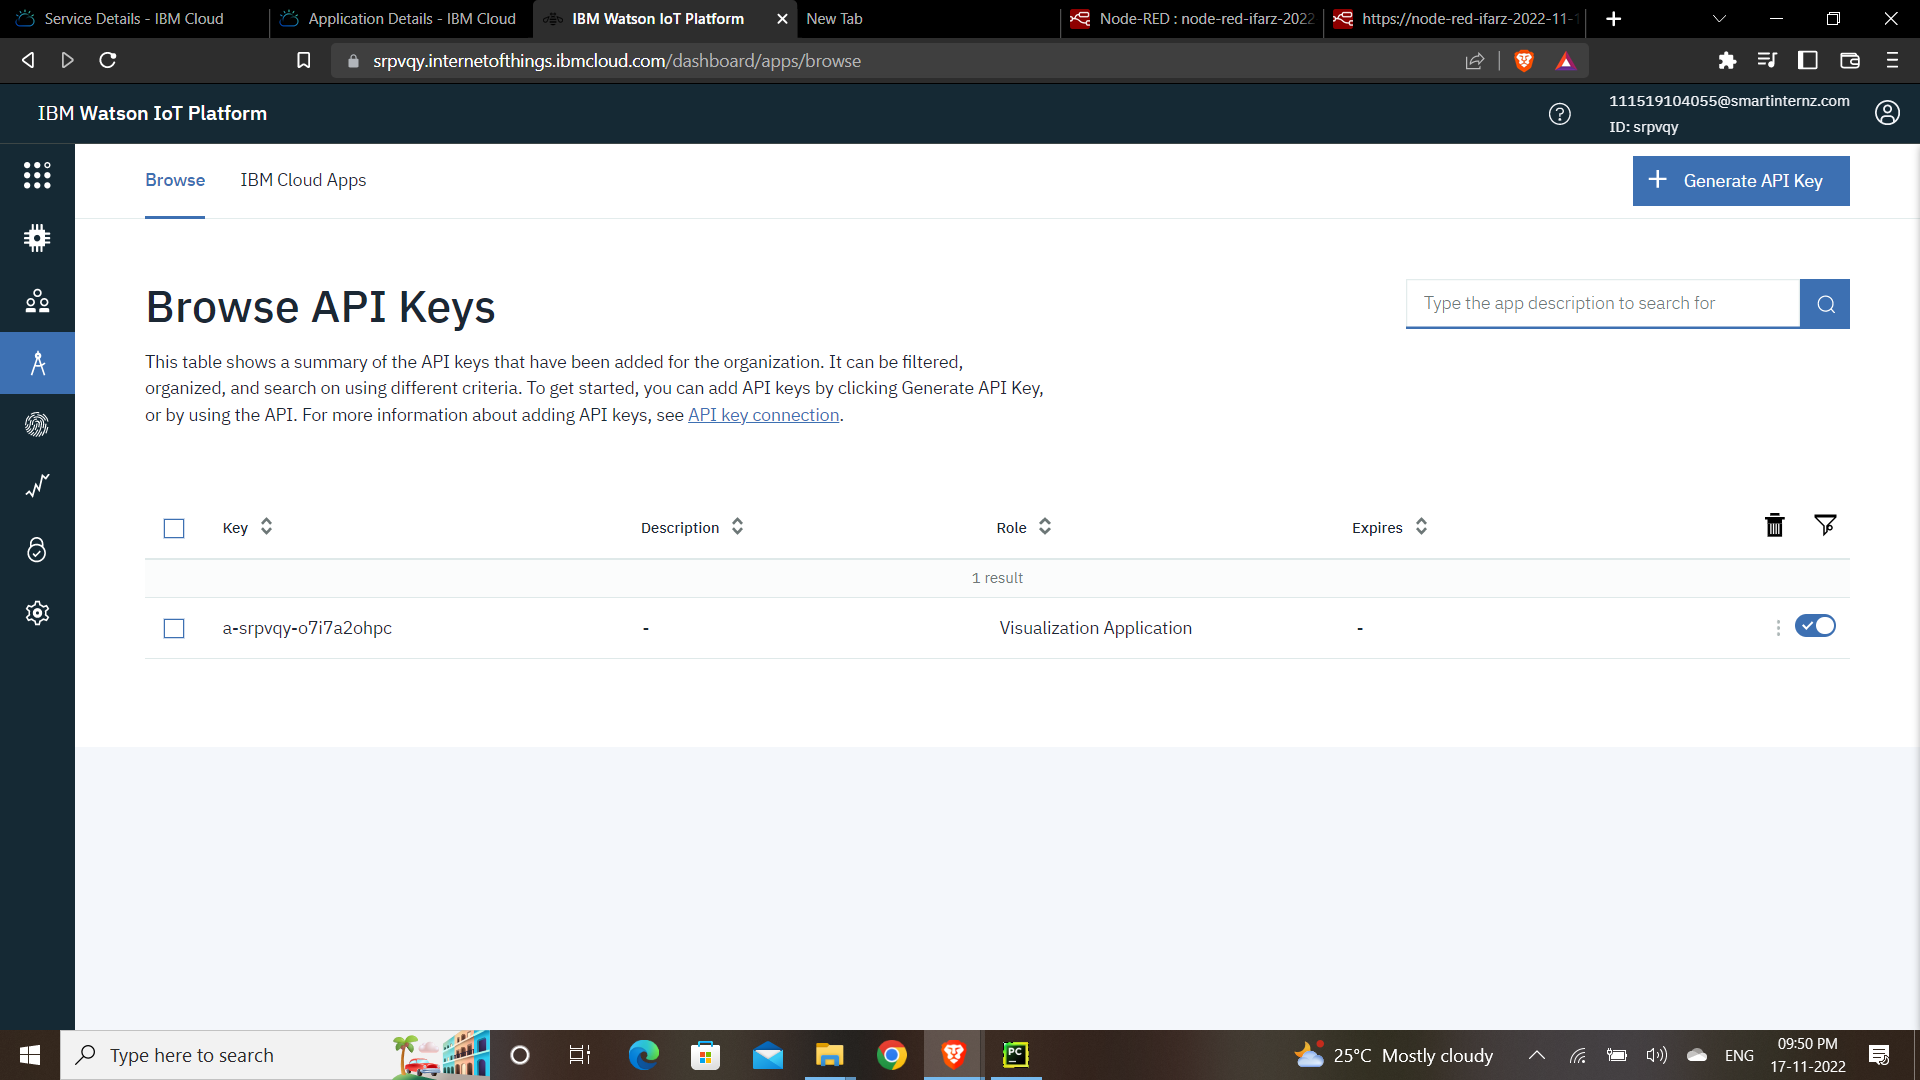 Service Details - IBM Cloud
Application Details - IBM Cloud
IBM Watson IoT Platform
New Tab
Node-RED : node-red-ifarz-2022
https://node-red-ifarz-2022-11-1
srpvqy.internetofthings.ibmcloud.com/dashboard/apps/browse
IBM Watson IoT Platform
111519104055@smartinternz.com
ID: srpvqy
Browse
IBM Cloud Apps
Generate API Key
Browse API Keys
Type the app description to search for
This table shows a summary of the API keys that have been added for the organization. It can be filtered,
organized, and search on using different criteria. To get started, you can add API keys by clicking Generate API Key,
or by using the API. For more information about adding API keys, see API key connection.
Key
Description
Role
Expires
1 result
a-srpvqy-o7i7a2ohpc
-
Visualization Application
-
Type here to search
PC
25°C Mostly cloudy
ENG
09:50 PM
17-11-2022